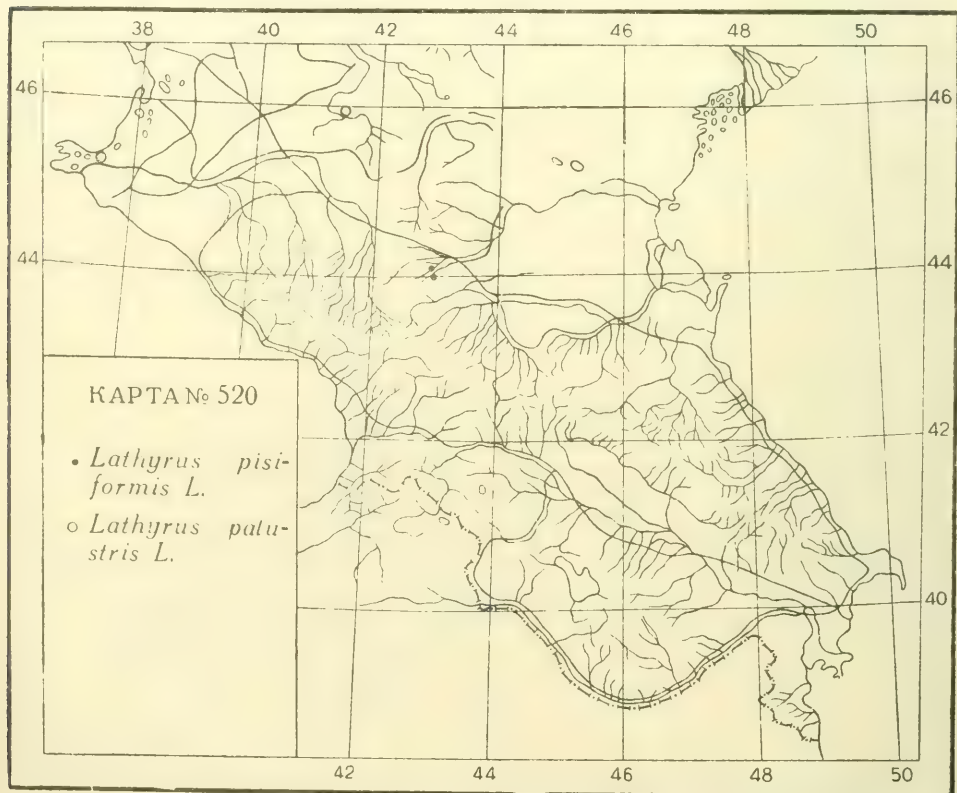 38 40 42 44 46 48 50
46 46
44 44
КАРТА № 520
42
• Lathyrus pisi-
formis L.
○ Lathyrus palu-
stris L.
40
42 44 46 48 50